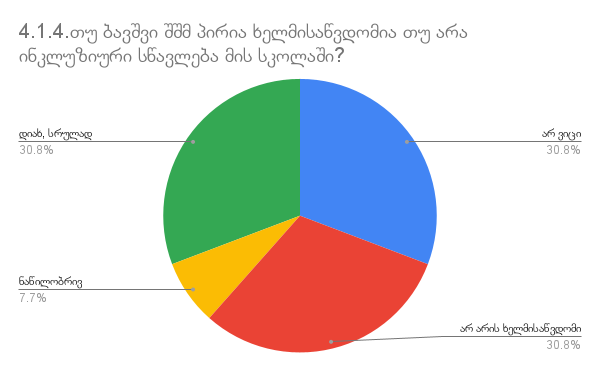 4.1.4.თუ ბავშვი შშმ პირია ხელმისაწვდომია თუ არა
ინკლუზიური სწავლება მის სკოლაში?
დიახ, სრულად
30.8%
არ ვიცი
30.8%
ნაწილობრივ
7.7%
არ არის ხელმისაწვდომი
30.8%